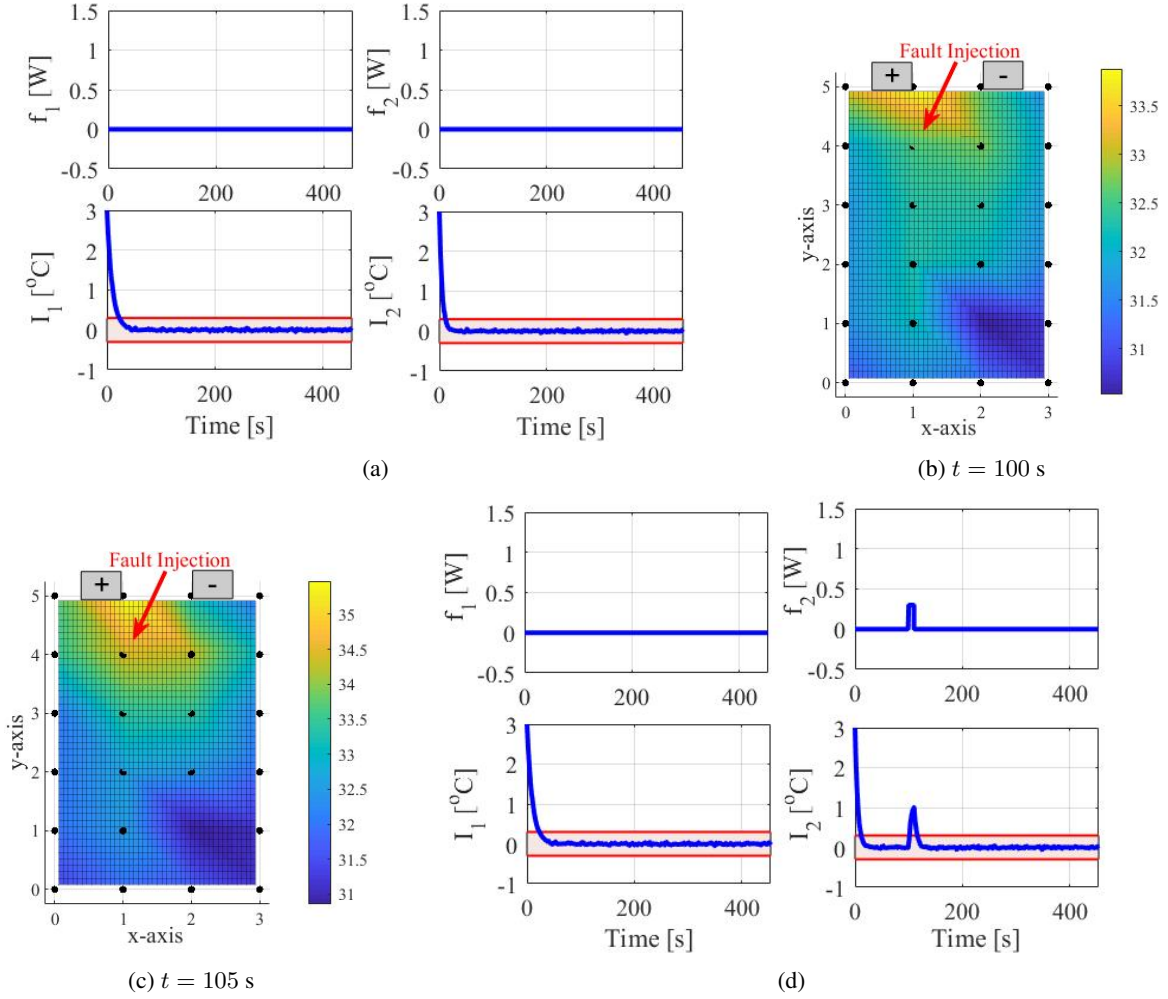 1.5
1
0.5
0
-0.5
f_1 [W]
0 200 400
1.5
1
0.5
0
-0.5
f_2 [W]
0 200 400
3
2
1
0
-1
I_1 [°C]
0 200 400
Time [s]
3
2
1
0
-1
I_2 [°C]
0 200 400
Time [s]
(a)
Fault Injection
+ -
5
4
3
2
1
0
y-axis
0 1 2 3
x-axis
33.5
33
32.5
32
31.5
31
(b) t = 100 s
Fault Injection
+ -
5
4
3
2
1
0
y-axis
0 1 2 3
x-axis
35
34.5
34
33.5
33
32.5
32
31.5
31
(c) t = 105 s
1.5
1
0.5
0
-0.5
f_1 [W]
0 200 400
1.5
1
0.5
0
-0.5
f_2 [W]
0 200 400
3
2
1
0
-1
I_1 [°C]
0 200 400
Time [s]
3
2
1
0
-1
I_2 [°C]
0 200 400
Time [s]
(d)